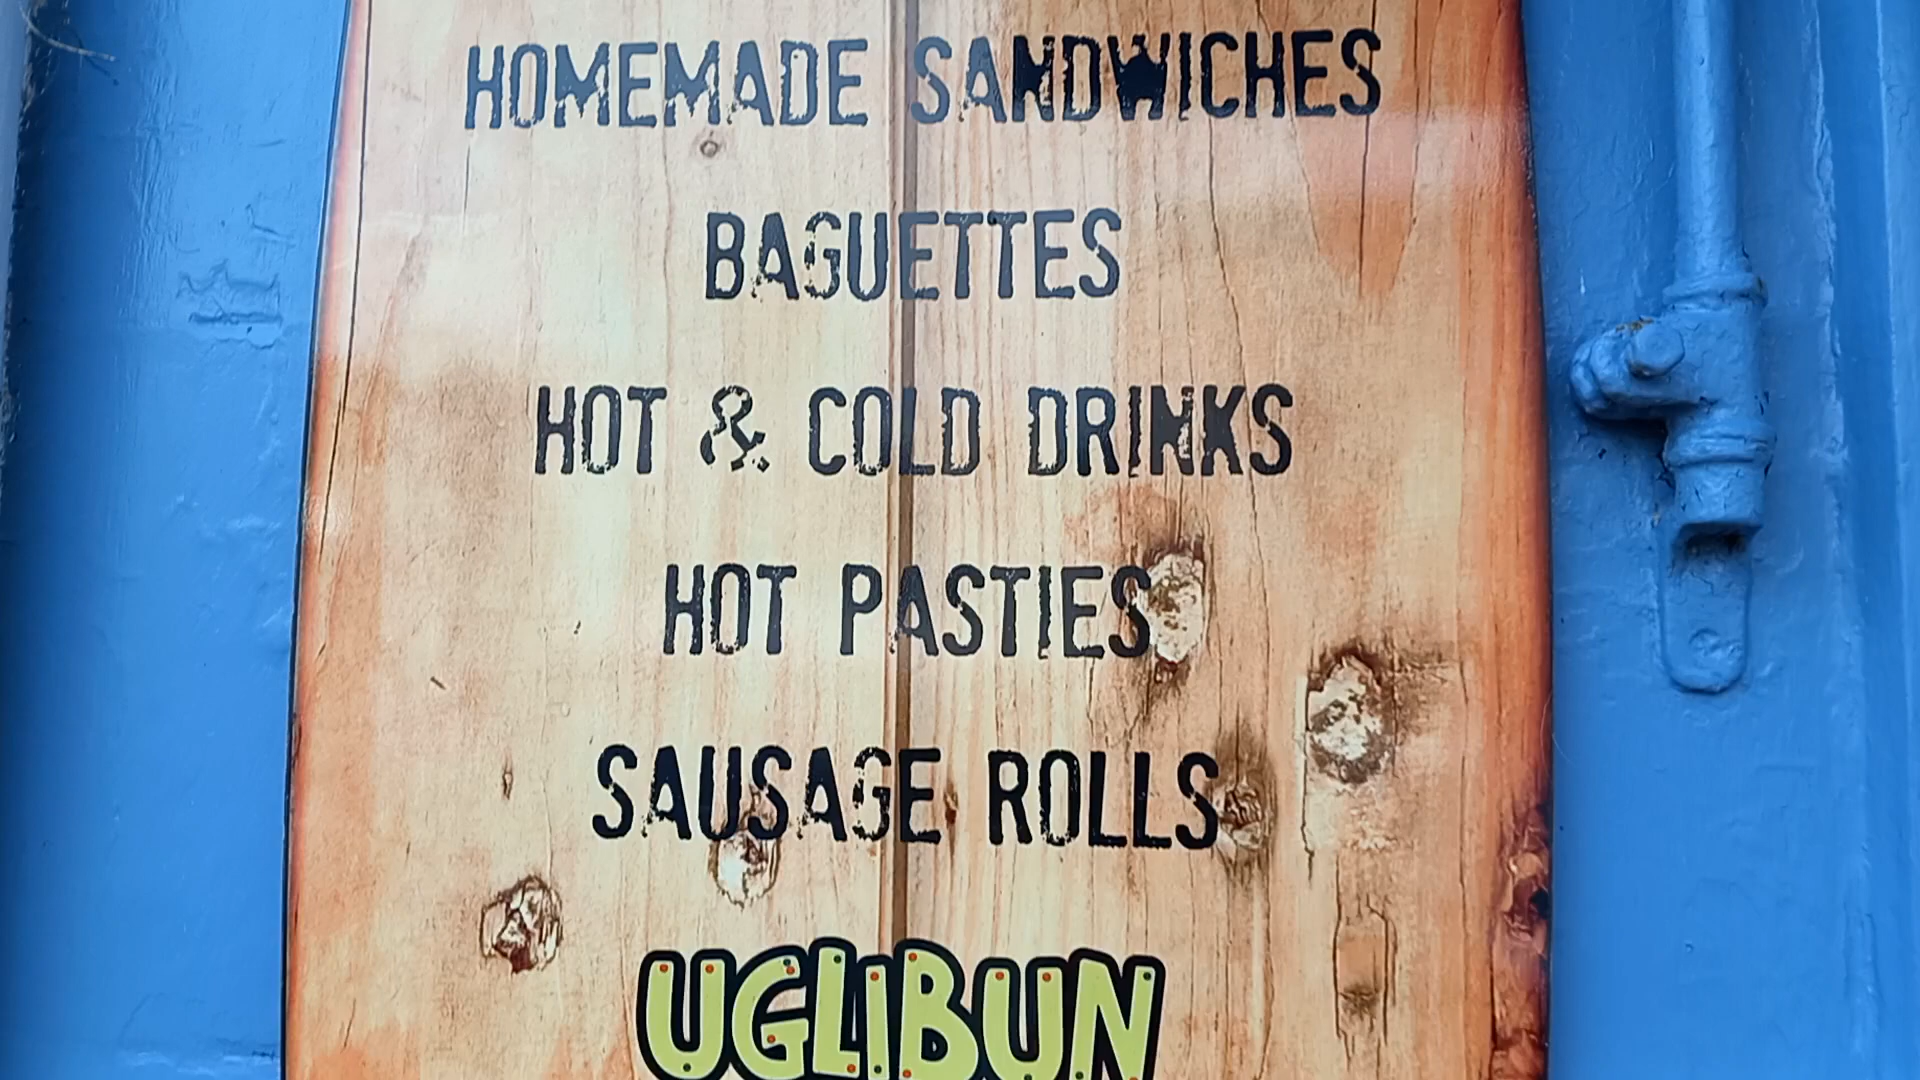 HOMEMADE SANDWICHES
BAGUETTES
HOT & COLD DRINKS
HOT PASTIES
SAUSAGE ROLLS
UGLIBUN